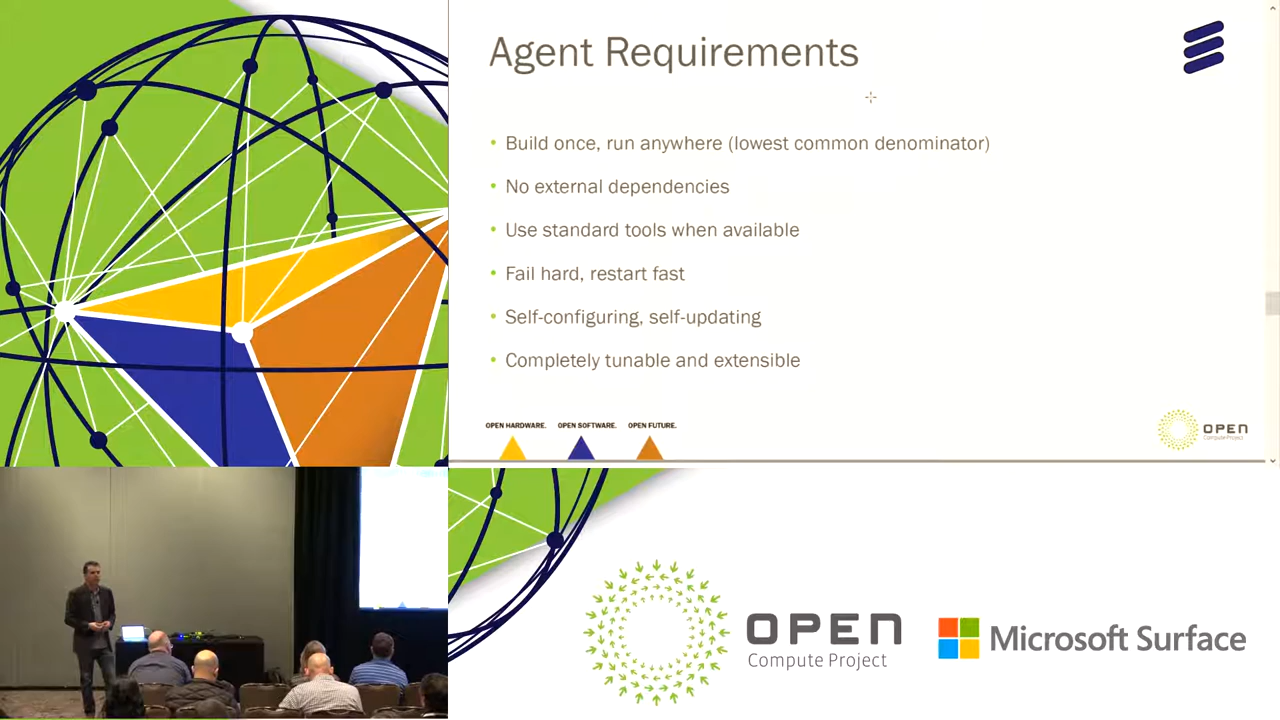 Agent Requirements
• Build once, run anywhere (lowest common denominator)
• No external dependencies
• Use standard tools when available
• Fail hard, restart fast
• Self-configuring, self-updating
• Completely tunable and extensible
OPEN HARDWARE. OPEN SOFTWARE. OPEN FUTURE.
OPEN
Compute Project
OPEN
Compute Project
Microsoft Surface